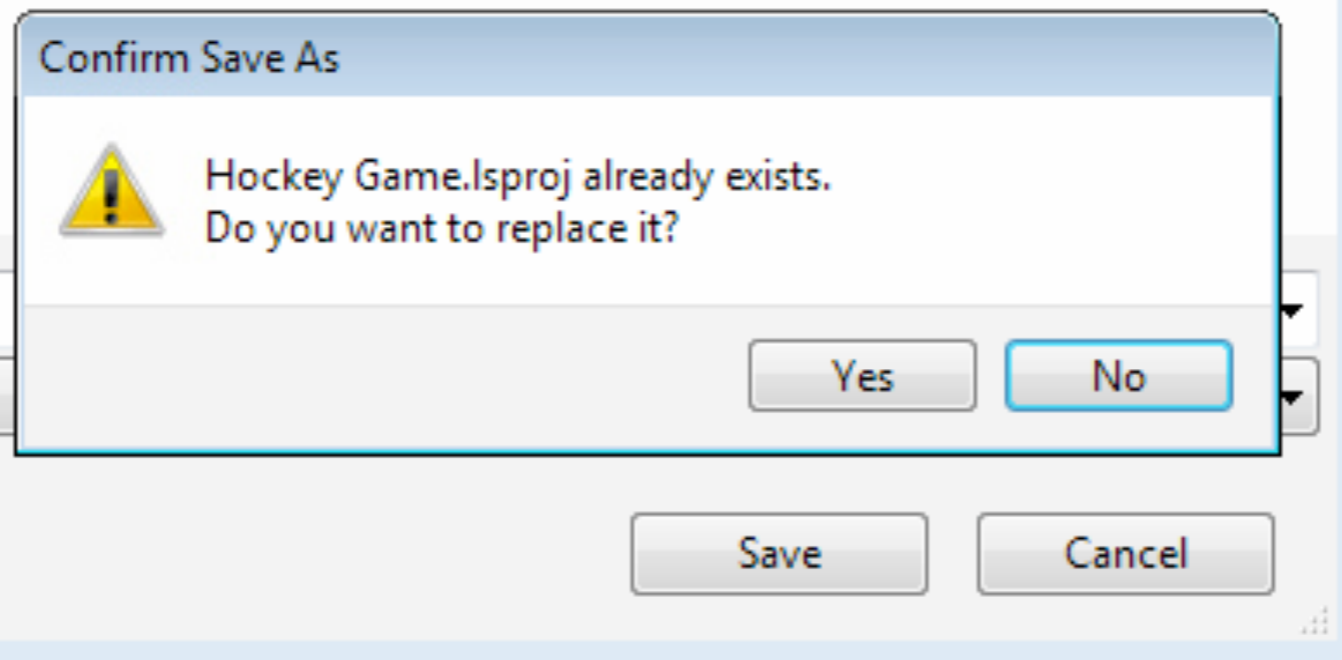 Confirm Save As
Hockey Game.lsproj already exists.
Do you want to replace it?
Yes No
Save Cancel